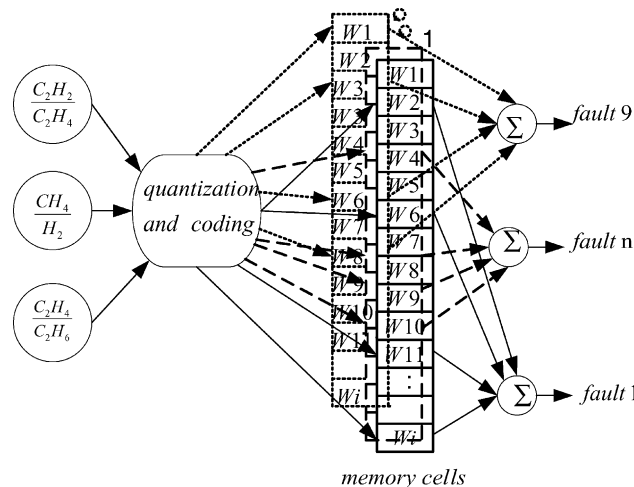 C2H2
C2H4
CH4
H2
C2H4
C2H6
quantization
and coding
W1
W2
W3
W3
W4
W5
W6
W7
W8
W9
W10
W1
Wi
1
W1
W2
W3
W4
W5
W6
W7
W8
W9
W10
W11
:
Wi
Σ
Σ
Σ
fault 9
fault n
fault 1
memory cells